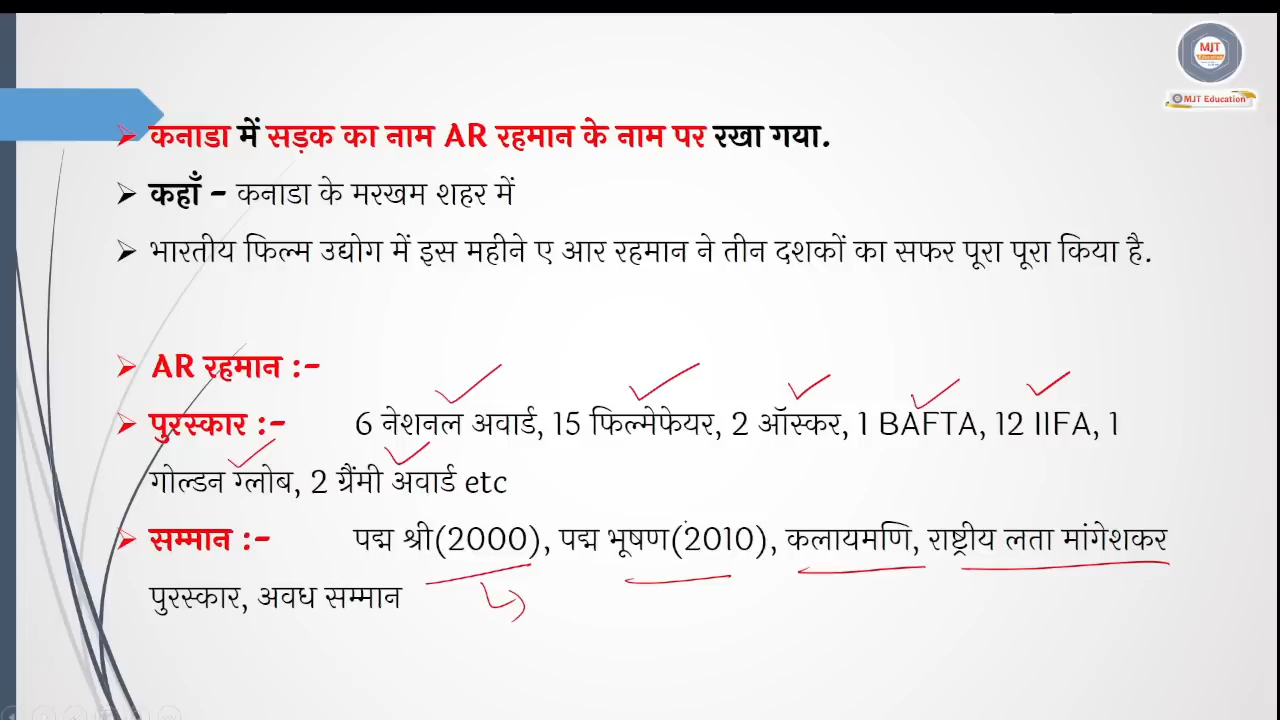 MJT
Education
MJT Education
कनाडा में सड़क का नाम AR रहमान के नाम पर रखा गया.
कहाँ – कनाडा के मरखम शहर में
भारतीय फिल्म उद्योग में इस महीने ए आर रहमान ने तीन दशकों का सफर पूरा पूरा किया है.
AR रहमान :-
पुरस्कार :- 6 नेशनल अवार्ड, 15 फिल्मेफेयर, 2 ऑस्कर, 1 BAFTA, 12 IIFA, 1
गोल्डन ग्लोब, 2 ग्रैंमी अवार्ड etc
सम्मान :- पद्म श्री(2000), पद्म भूषण(2010), कलायमणि, राष्ट्रीय लता मांगेशकर
पुरस्कार, अवध सम्मान